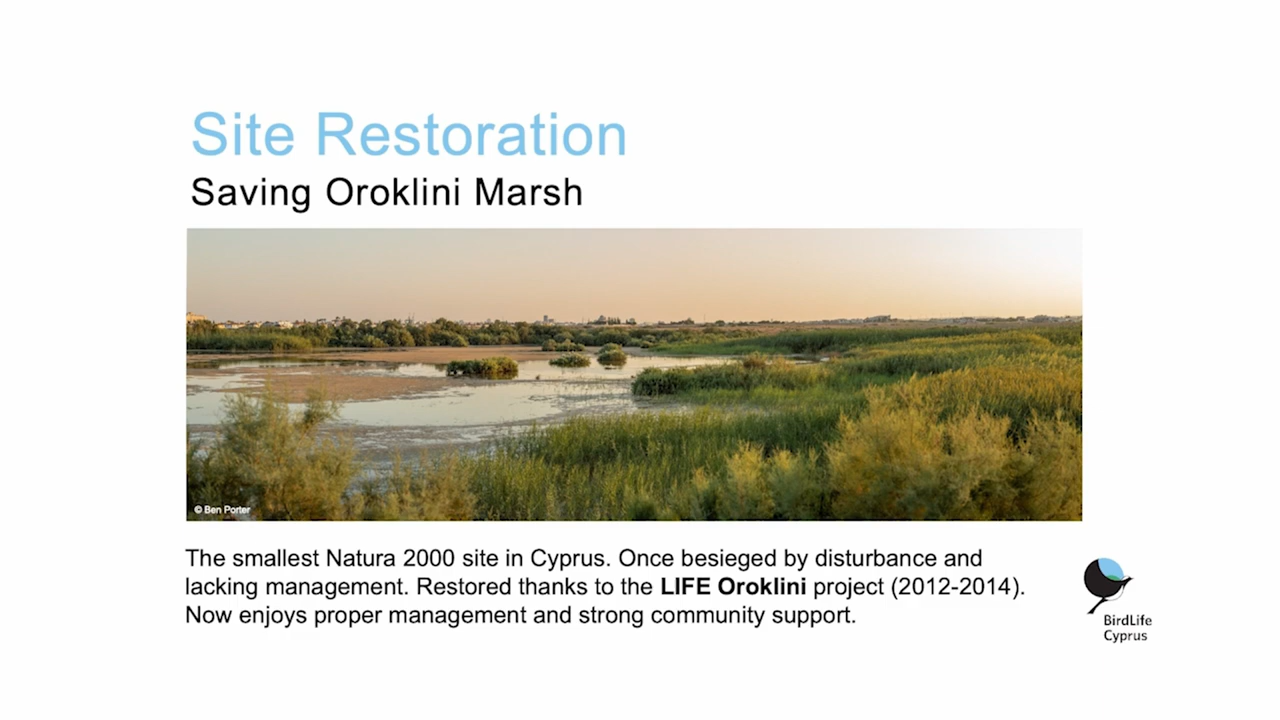 Site Restoration
Saving Oroklini Marsh
© Ben Porter
The smallest Natura 2000 site in Cyprus. Once besieged by disturbance and
lacking management. Restored thanks to the LIFE Oroklini project (2012-2014).
Now enjoys proper management and strong community support.
BirdLife
Cyprus